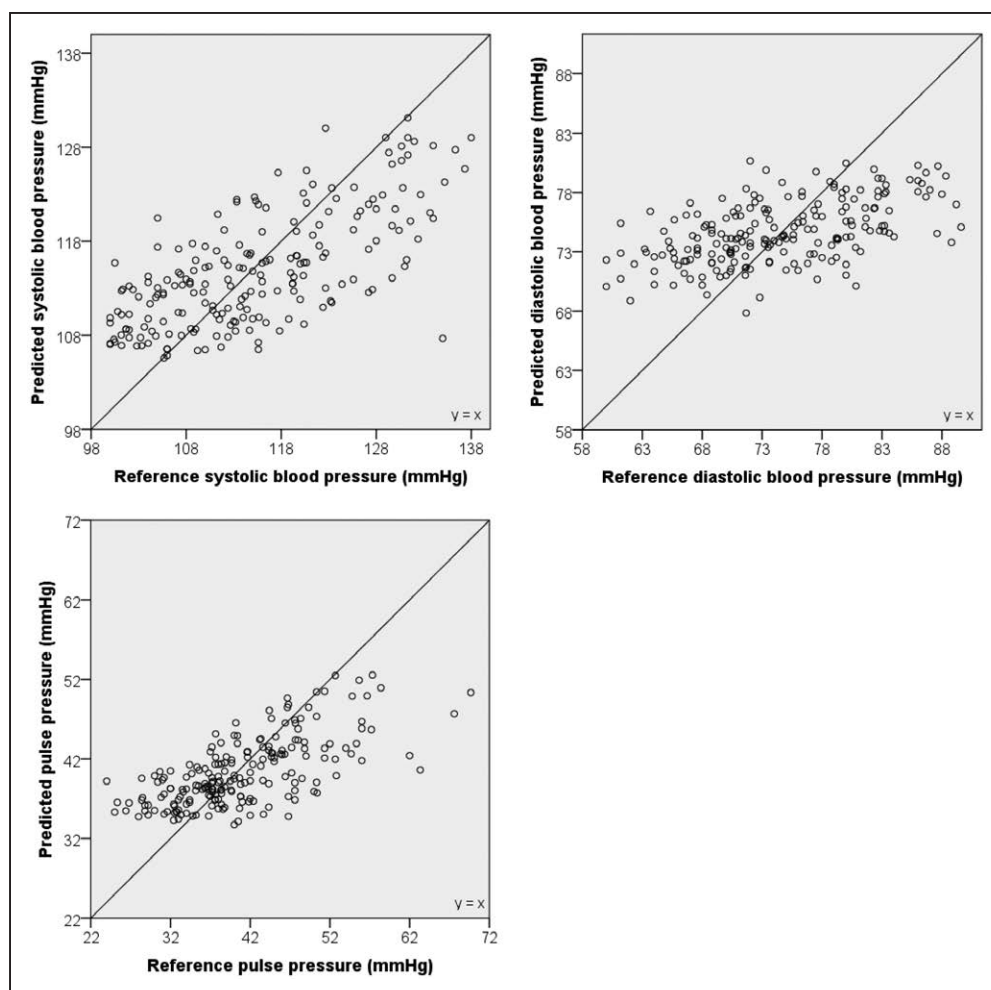 Predicted systolic blood pressure (mmHg)
138
128
118
108
98
98 108 118 128 138
y = x
Reference systolic blood pressure (mmHg)
Predicted diastolic blood pressure (mmHg)
88
83
78
73
68
63
58
58 63 68 73 78 83 88
y = x
Reference diastolic blood pressure (mmHg)
Predicted pulse pressure (mmHg)
72
62
52
42
32
22
22 32 42 52 62 72
y = x
Reference pulse pressure (mmHg)